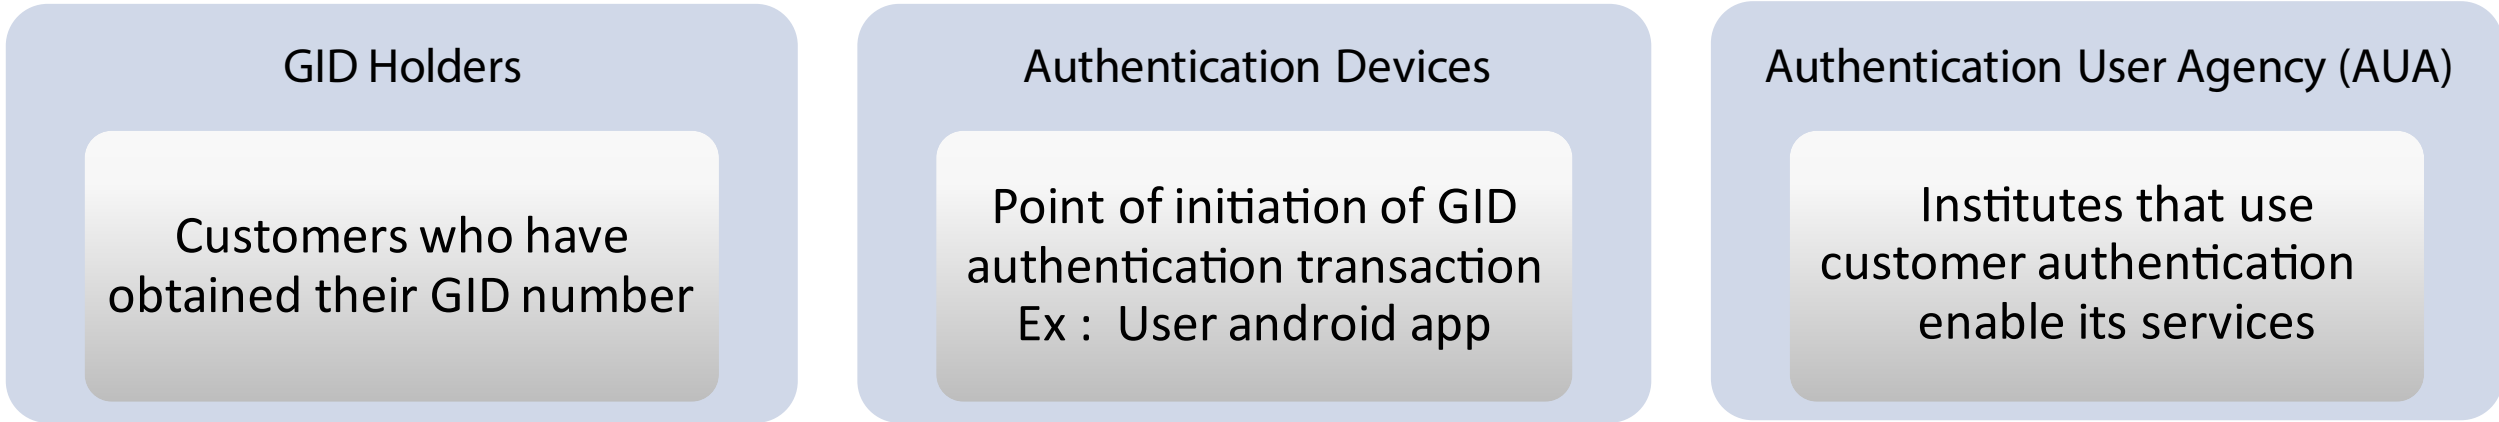 GID Holders
Customers who have
obtained their GID number
Authentication Devices
Point of initiation of GID
authentication transaction
Ex :  User android app
Authentication User Agency (AUA)
Institutes that use
customer authentication to
enable its services